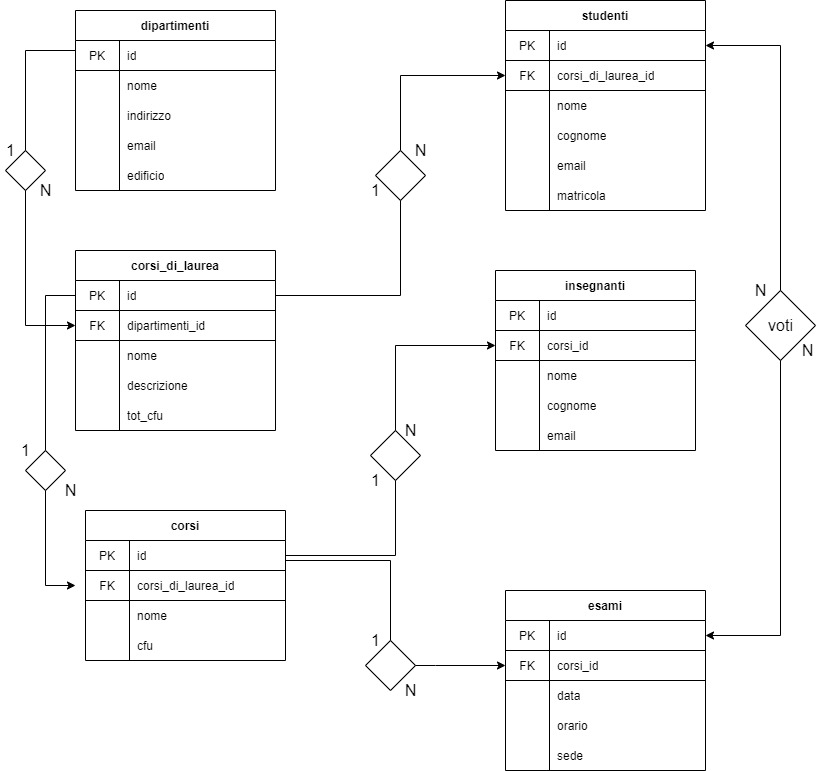 dipartimenti
PK id
nome
indirizzo
email
edificio
1
N
corsi_di_laurea
PK id
FK dipartimenti_id
nome
descrizione
tot_cfu
1
N
corsi
PK id
FK corsi_di_laurea_id
nome
cfu
N
1
studenti
PK id
FK corsi_di_laurea_id
nome
cognome
email
matricola
N
1
insegnanti
PK id
FK corsi_id
nome
cognome
email
N
voti
N
1
N
esami
PK id
FK corsi_id
data
orario
sede